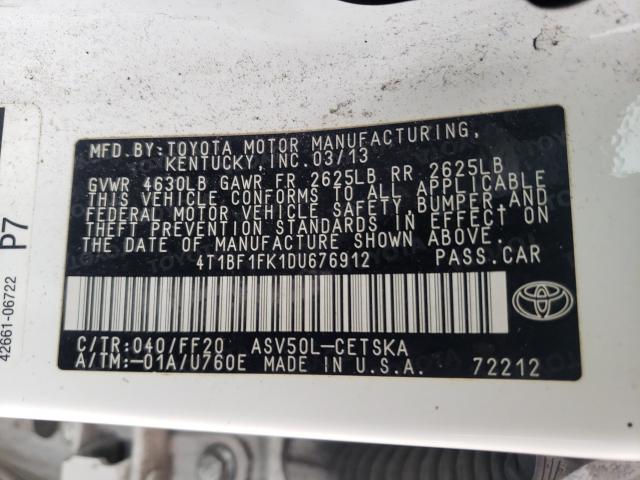 MFD. BY: TOYOTA MOTOR MANUFACTURING,
KENTUCKY, INC. 03/13
GVWR 4630LB GAWR FR 2625LB RR 2625LB
THIS VEHICLE CONFORMS TO ALL APPLICABLE
FEDERAL MOTOR VEHICLE SAFETY, BUMPER, AND
THEFT PREVENTION STANDARDS IN EFFECT ON
THE DATE OF MANUFACTURE SHOWN ABOVE.
4T1BF1FK1DU676912 PASS.CAR
C/TR:040/FF20 ASV50L-CETSKA
A/TM:-01A/U760E MADE IN U.S.A. 72212
P7
42661-06722